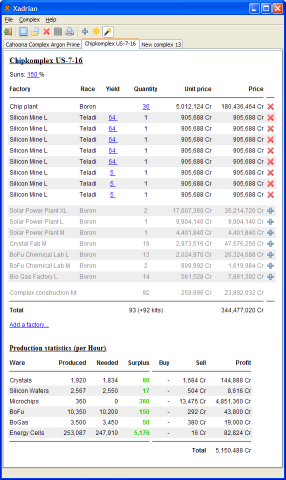 Xadrian
File Complex Help
Cahoona Complex Argon Prime Chipkomplex US-7-16 New complex 13
Chipkomplex US-7-16
Suns: 150 %
Factory Race Yield Quantity Unit price Price
Chip plant Boron 36 5,012,124 Cr 180,436,464 Cr
Silicon Mine L Teladi 64 1 905,688 Cr 905,688 Cr
Silicon Mine L Teladi 64 1 905,688 Cr 905,688 Cr
Silicon Mine L Teladi 64 1 905,688 Cr 905,688 Cr
Silicon Mine L Teladi 64 1 905,688 Cr 905,688 Cr
Silicon Mine L Teladi 64 1 905,688 Cr 905,688 Cr
Silicon Mine L Teladi 5 1 905,688 Cr 905,688 Cr
Silicon Mine L Teladi 5 1 905,688 Cr 905,688 Cr
Silicon Mine L Teladi 5 1 905,688 Cr 905,688 Cr
Solar Power Plant XL Boron 2 17,607,360 Cr 35,214,720 Cr
Solar Power Plant L Boron 1 9,904,140 Cr 9,904,140 Cr
Solar Power Plant M Boron 1 4,401,840 Cr 4,401,840 Cr
Crystal Fab M Boron 16 2,973,516 Cr 47,576,256 Cr
BoFu Chemical Lab L Boron 13 2,024,976 Cr 26,324,688 Cr
BoFu Chemical Lab M Boron 2 809,992 Cr 1,619,984 Cr
Bio Gas Factory L Boron 14 561,528 Cr 7,861,392 Cr
Complex construction kit 92 259,696 Cr 23,892,032 Cr
Total 93 (+92 kits) 344,477,020 Cr
Add a factory...
Production statistics (per Hour)
Ware Produced Needed Surplus Buy Sell Profit
Crystals 1,920 1,834 86 - 1,684 Cr 144,888 Cr
Silicon Wafers 2,567 2,550 17 - 504 Cr 8,616 Cr
Microchips 360 0 360 - 13,476 Cr 4,851,360 Cr
BoFu 10,350 10,200 150 - 292 Cr 43,800 Cr
BoGas 3,500 3,450 50 - 380 Cr 19,000 Cr
Energy Cells 253,087 247,910 5,176 - 16 Cr 82,824 Cr
Total 5,150,488 Cr